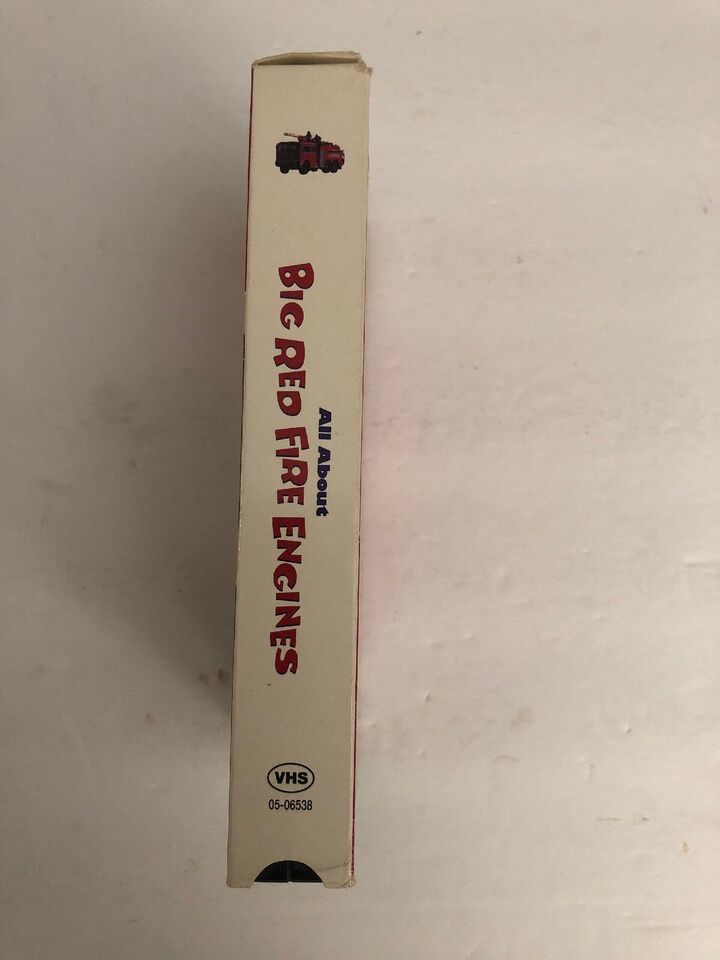 All About
BIG RED FIRE ENGINES
VHS
05-06538